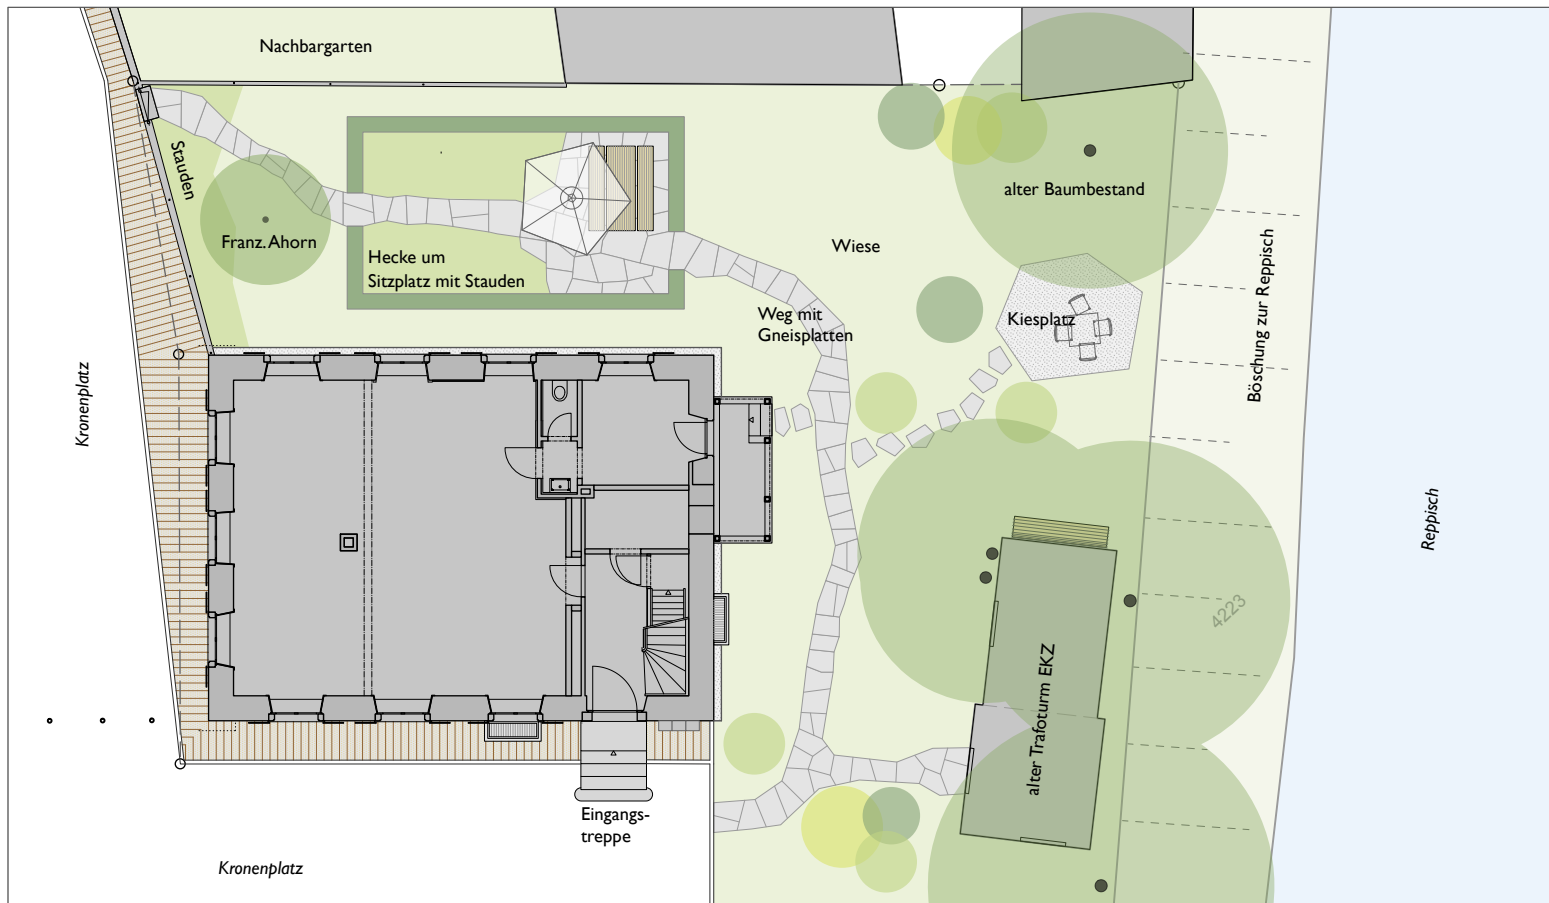 Nachbargarten
Stauden
alter Baumbestand
Franz. Ahorn
Wiese
Hecke um
Sitzplatz mit Stauden
Böschung zur Reppisch
Weg mit
Gneisplatten
Kiesplatz
Kronenplatz
Reppisch
4223
alter Trafoturm EKZ
Eingangs-
treppe
Kronenplatz